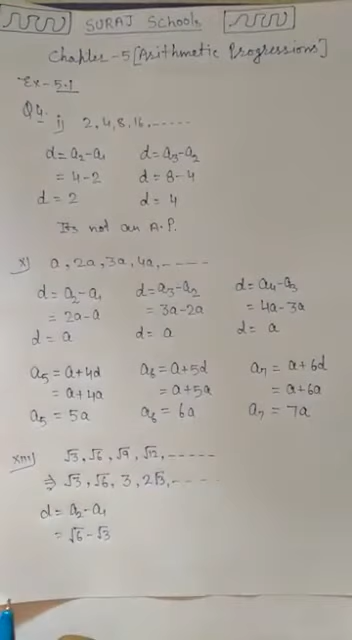 SURAJ Schools
Chapter-5 [Arithmetic Progressions]
Ex-5.1
Q4.
i) 2, 4, 8, 16, -----
d = a₂-a₁ d = a₃-a₂
= 4-2 d = 8-4
d = 2 d = 4
Its not an A.P.
x) a, 2a, 3a, 4a, -----
d = a₂-a₁ d = a₃-a₂ d = a₄-a₃
= 2a-a = 3a-2a = 4a-3a
d = a d = a d = a
a₅ = a+4d a₆ = a+5d a₇ = a+6d
= a+4a = a+5a = a+6a
a₅ = 5a a₆ = 6a a₇ = 7a
xiii) √3, √6, √9, √12, -----
⇒ √3, √6, 3, 2√3, -----
d = a₂-a₁
= √6-√3